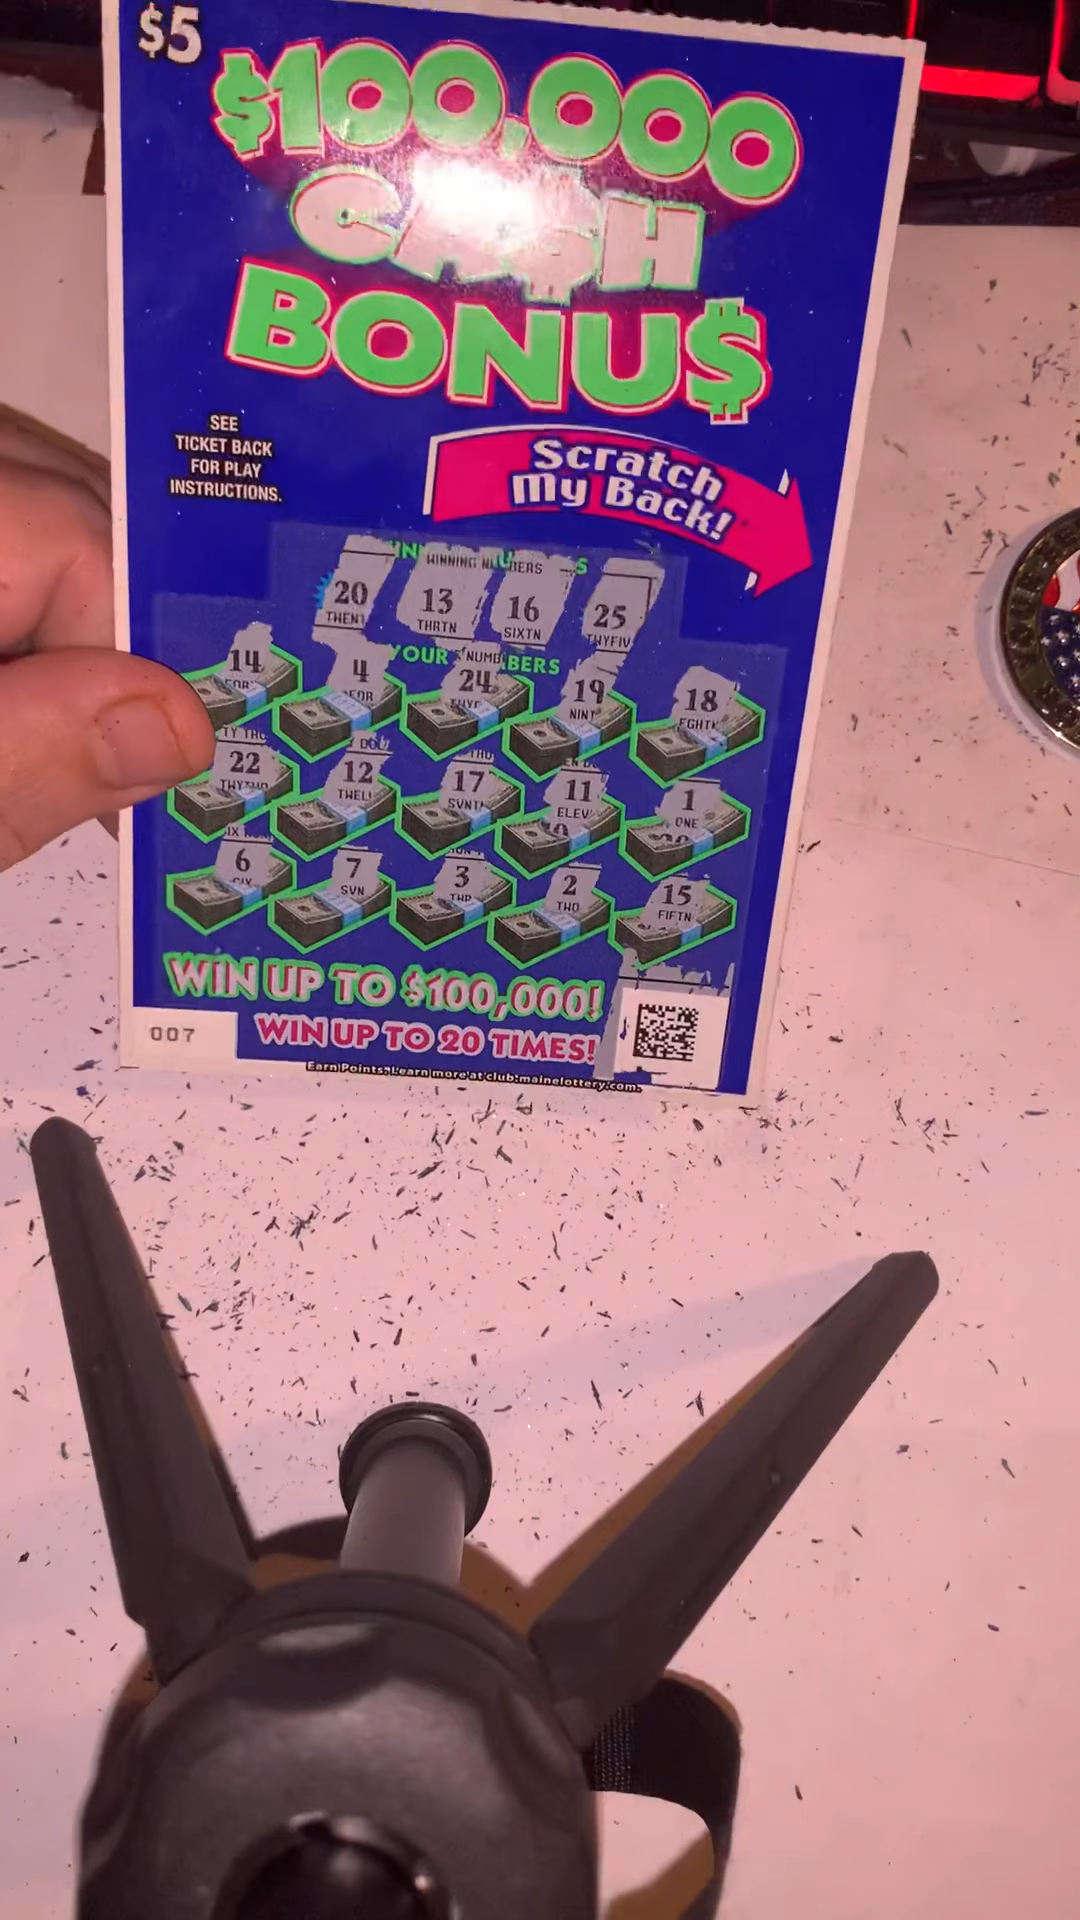 $5
$100,000
CASH
BONU$
SEE
TICKET BACK
FOR PLAY
INSTRUCTIONS.
Scratch
My Back!
WINNING NUMBERS
20 13 16 25
THRTN SIXTN
YOUR NUMBERS
14 4 24 19 18
22 12 17 11 1
ONE
6 7 3 2 15
SVN TWO FIFTN
WIN UP TO $100,000!
007
WIN UP TO 20 TIMES!
Earn Points. Learn more at club.mainelottery.com.